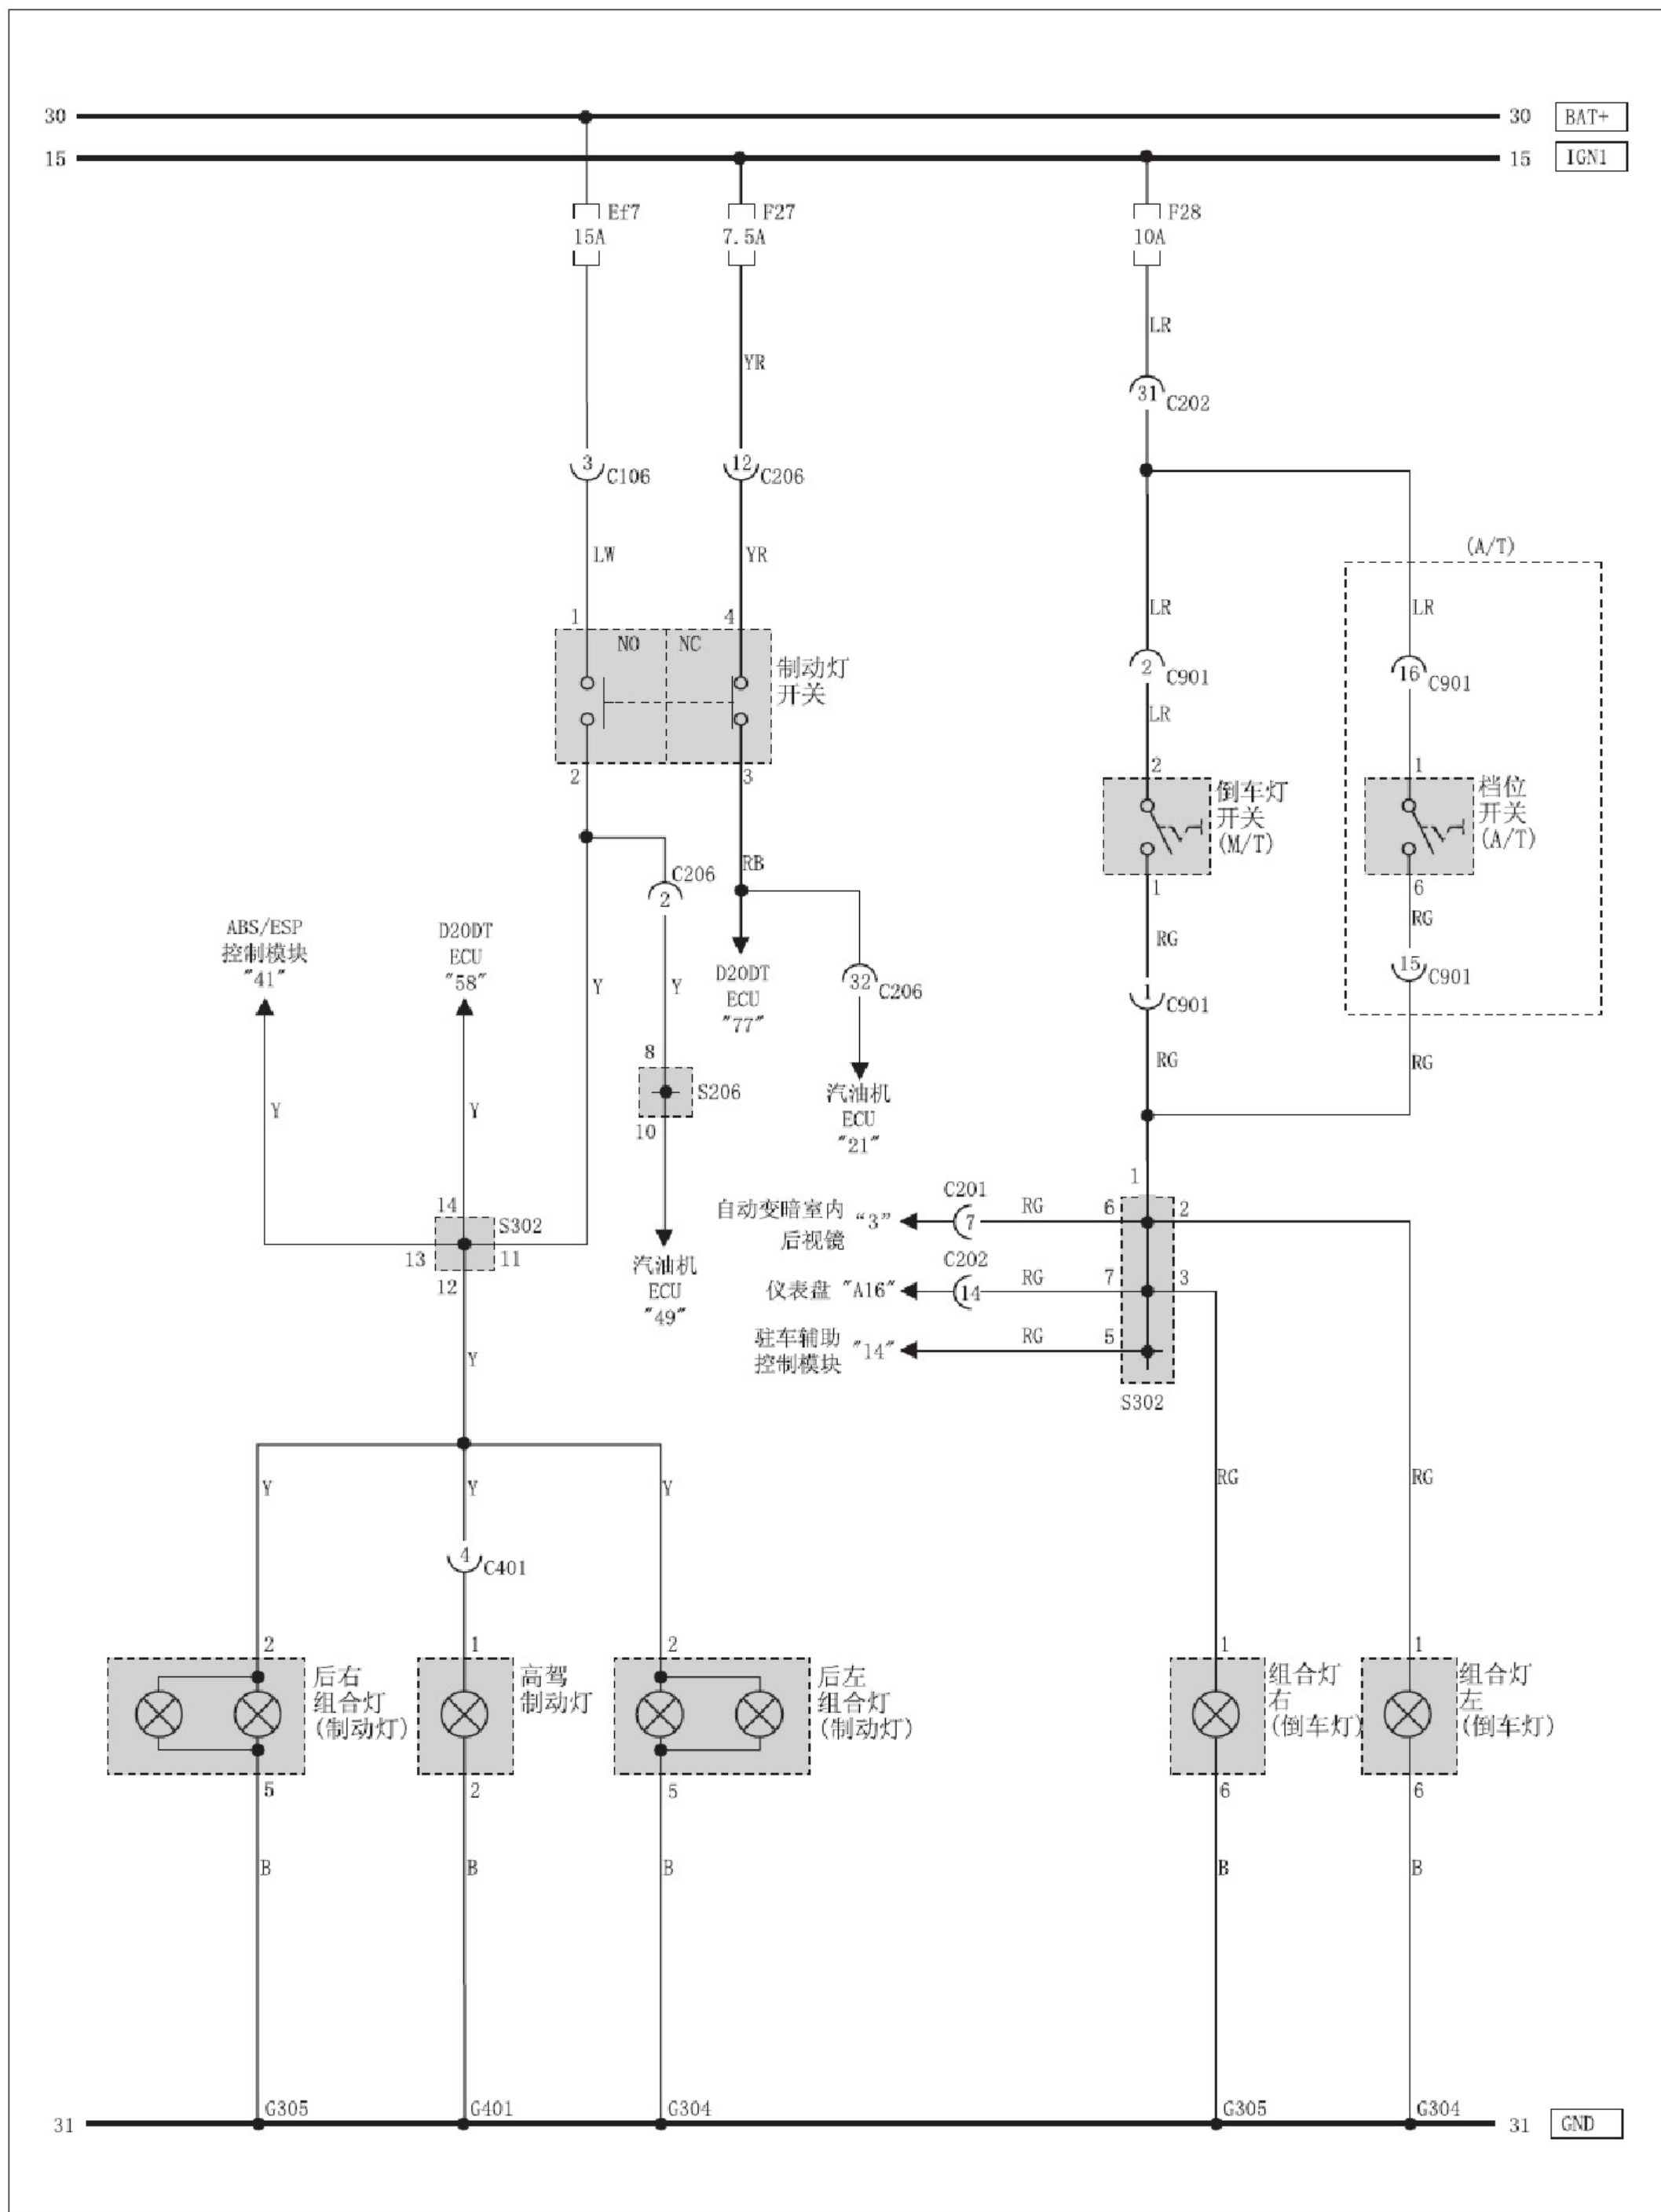 30
30
BAT+
15
15
IGN1
Ef7
15A
F27
7.5A
F28
10A
LR
YR
31
C202
3
C106
12
C206
LW
YR
(A/T)
LR
LR
1
4
NO
NC
制动灯
开关
2
C901
16
C901
LR
2
3
2
倒车灯
开关
(M/T)
1
1
档位
开关
(A/T)
6
C206
2
RB
ABS/ESP
控制模块
"41"
D20DT
ECU
"58"
Y
Y
D20DT
ECU
"77"
32
C206
RG
RG
1
C901
15
C901
RG
RG
8
S206
10
汽油机
ECU
"21"
Y
Y
14
S302
13
11
12
汽油机
ECU
"49"
1
自动变暗室内
后视镜
“3”
C201
7
RG
6
2
仪表盘 "A16"
C202
14
RG
7
3
驻车辅助
控制模块
"14"
RG
5
S302
Y
Y
Y
Y
RG
RG
4
C401
2
后右
组合灯
(制动灯)
5
1
高驾
制动灯
2
2
后左
组合灯
(制动灯)
5
1
组合灯
右
(倒车灯)
6
1
组合灯
左
(倒车灯)
6
B
B
B
B
B
G305
G401
G304
G305
G304
31
31
GND